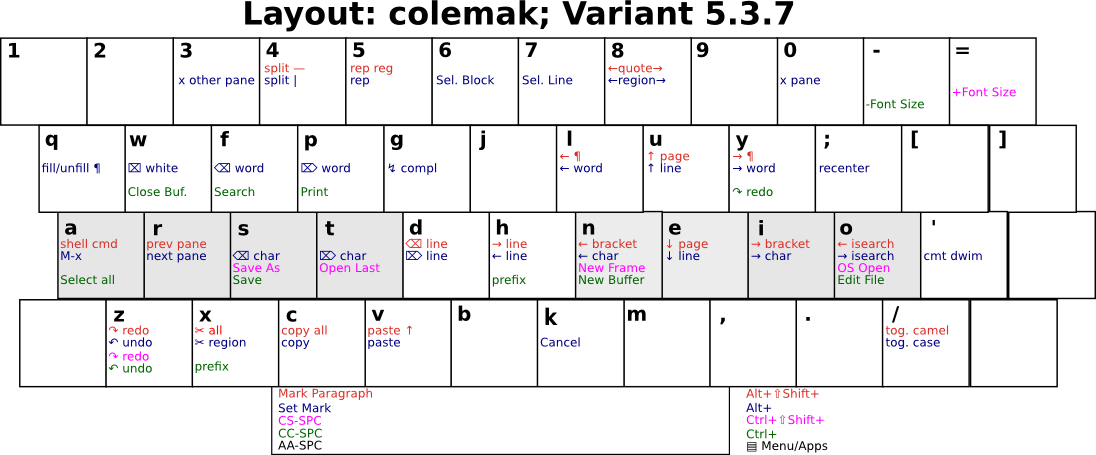 Layout: colemak; Variant 5.3.7
1
2
3
x other pane
4
split —
split |
5
rep reg
rep
6
Sel. Block
7
Sel. Line
8
←quote→
←region→
9
0
x pane
-
-Font Size
=
+Font Size
q
fill/unfill ¶
w
⌧ white
Close Buf.
f
⌫ word
Search
p
⌦ word
Print
g
↯ compl
j
l
← ¶
← word
u
↑ page
↑ line
y
→ ¶
→ word
↷ redo
;
recenter
[
]
a
shell cmd
M-x
Select all
r
prev pane
next pane
s
⌫ char
Save As
Save
t
⌦ char
Open Last
d
⌫ line
⌦ line
h
→ line
← line
prefix
n
← bracket
← char
New Frame
New Buffer
e
↓ page
↓ line
i
→ bracket
→ char
o
← isearch
→ isearch
OS Open
Edit File
'
cmt dwim
z
↷ redo
↶ undo
↷ redo
↶ undo
x
✂ all
✂ region
prefix
c
copy all
copy
v
paste ↑
paste
b
k
Cancel
m
,
.
/
tog. camel
tog. case
Mark Paragraph
Set Mark
CS-SPC
CC-SPC
AA-SPC
Alt+⇧Shift+
Alt+
Ctrl+⇧Shift+
Ctrl+
▤ Menu/Apps